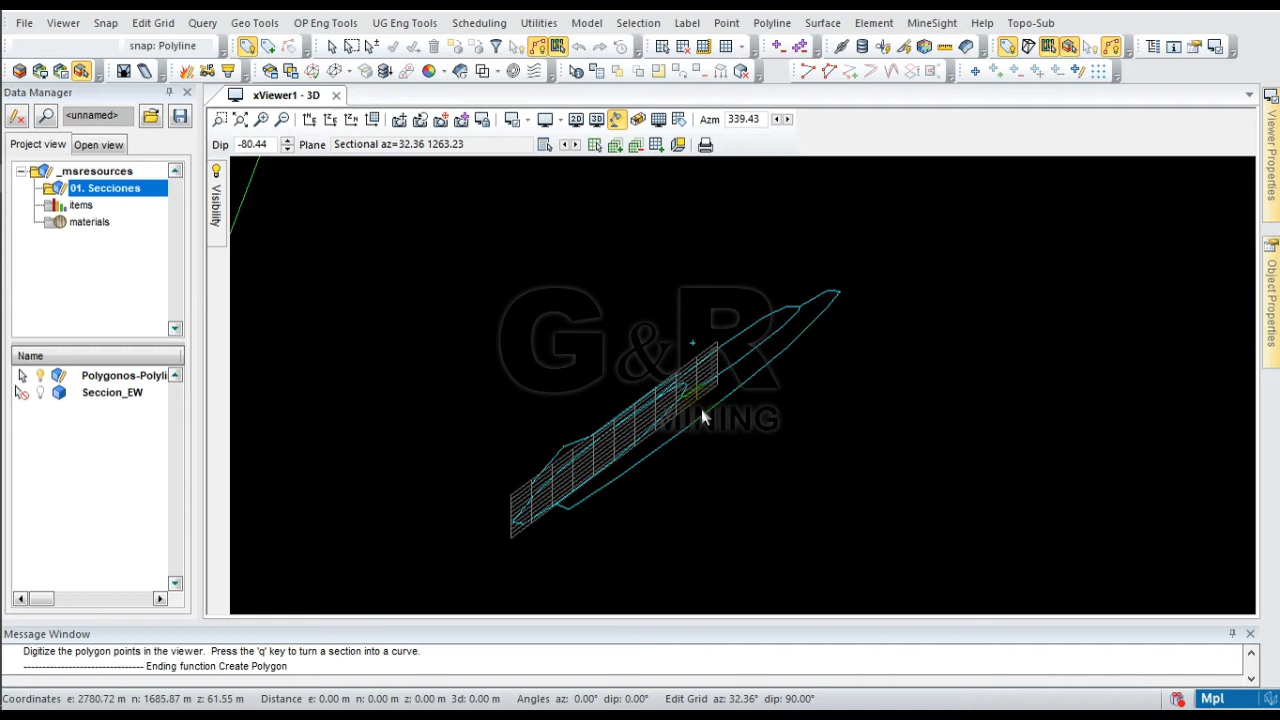 File Viewer Snap Edit Grid Query Geo Tools OP Eng Tools UG Eng Tools Scheduling Utilities Model Selection Label Point Polyline Surface Element MineSight Help Topo-Sub
snap: Polyline
Data Manager
xViewer1 - 3D
<unnamed>
2D 3D Azm 339.43
Project view Open view
Dip -80.44 Plane Sectional az=32.36 1263.23
_msresources
01. Secciones
items
materials
Visibility
Viewer Properties
Object Properties
G&R
MINING
Name
Polygonos-Polyli
Seccion_EW
Message Window
Digitize the polygon points in the viewer. Press the 'q' key to turn a section into a curve.
------------------------------- Ending function Create Polygon
Coordinates e: 2780.72 m n: 1685.87 m z: 61.55 m Distance e: 0.00 m n: 0.00 m z: 0.00 m 3d: 0.00 m Angles az: 0.00° dip: 0.00° Edit Grid az: 32.36° dip: 90.00° Mpl